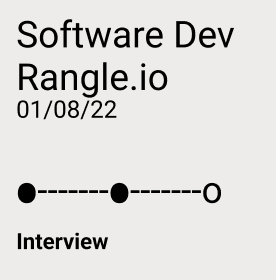 Software Dev
Rangle.io
01/08/22
●-------●-------o
Interview